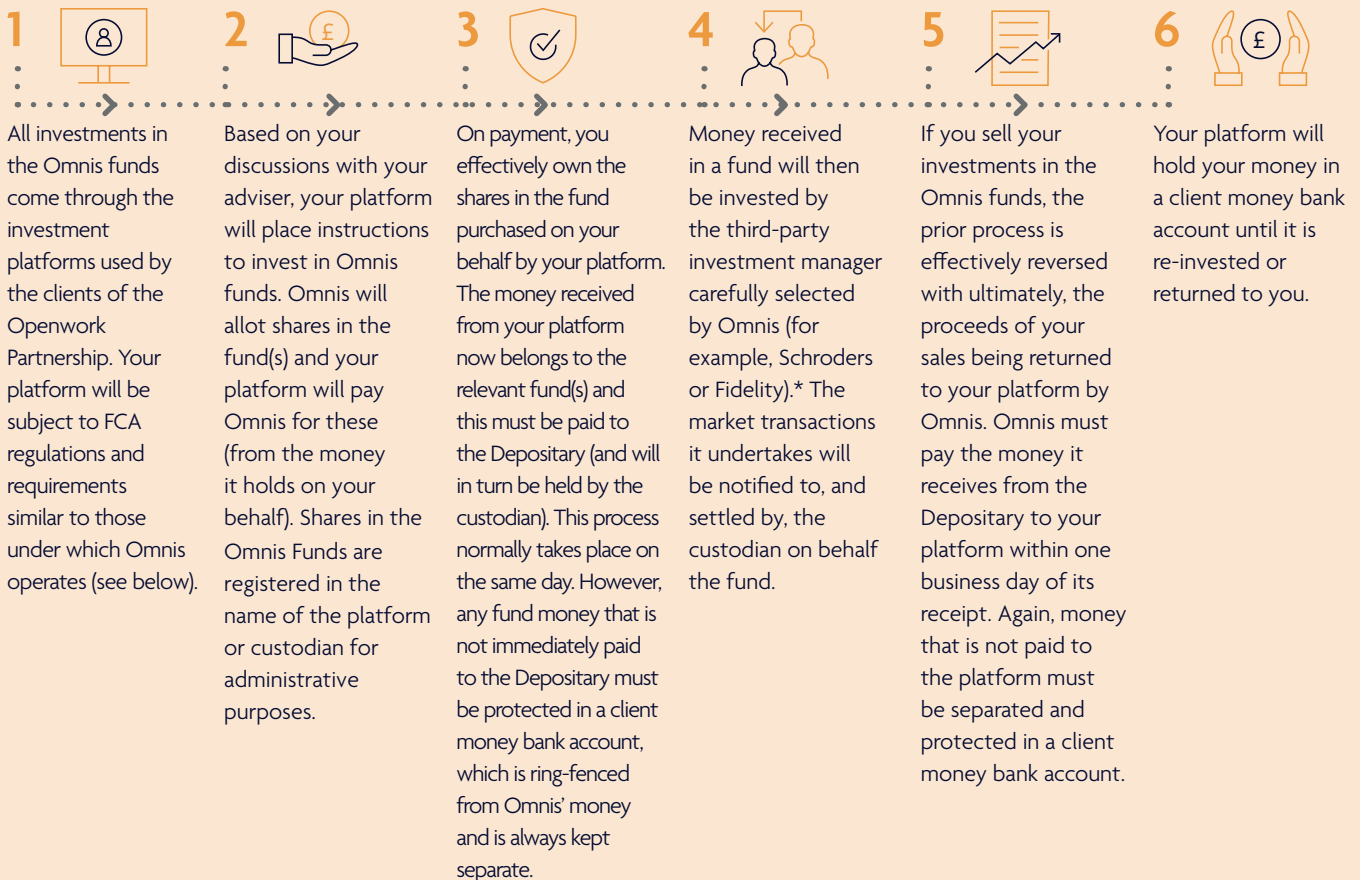 1
All investments in
the Omnis funds
come through the
investment
platforms used by
the clients of the
Openwork
Partnership. Your
platform will be
subject to FCA
regulations and
requirements
similar to those
under which Omnis
operates (see below).
2
£
Based on your
discussions with your
adviser, your platform
will place instructions
to invest in Omnis
funds. Omnis will
allot shares in the
fund(s) and your
platform will pay
Omnis for these
(from the money
it holds on your
behalf). Shares in the
Omnis Funds are
registered in the
name of the platform
or custodian for
administrative
purposes.
3
On payment, you
effectively own the
shares in the fund
purchased on your
behalf by your platform.
The money received
from your platform
now belongs to the
relevant fund(s) and
this must be paid to
the Depositary (and will
in turn be held by the
custodian). This process
normally takes place on
the same day. However,
any fund money that is
not immediately paid
to the Depositary must
be protected in a client
money bank account,
which is ring-fenced
from Omnis’ money
and is always kept
separate.
4
Money received
in a fund will then
be invested by
the third-party
investment manager
carefully selected
by Omnis (for
example, Schroders
or Fidelity).* The
market transactions
it undertakes will
be notified to, and
settled by, the
custodian on behalf
the fund.
5
If you sell your
investments in the
Omnis funds, the
prior process is
effectively reversed
with ultimately, the
proceeds of your
sales being returned
to your platform by
Omnis. Omnis must
pay the money it
receives from the
Depositary to your
platform within one
business day of its
receipt. Again, money
that is not paid to
the platform must
be separated and
protected in a client
money bank account.
6
£
Your platform will
hold your money in
a client money bank
account until it is
re-invested or
returned to you.